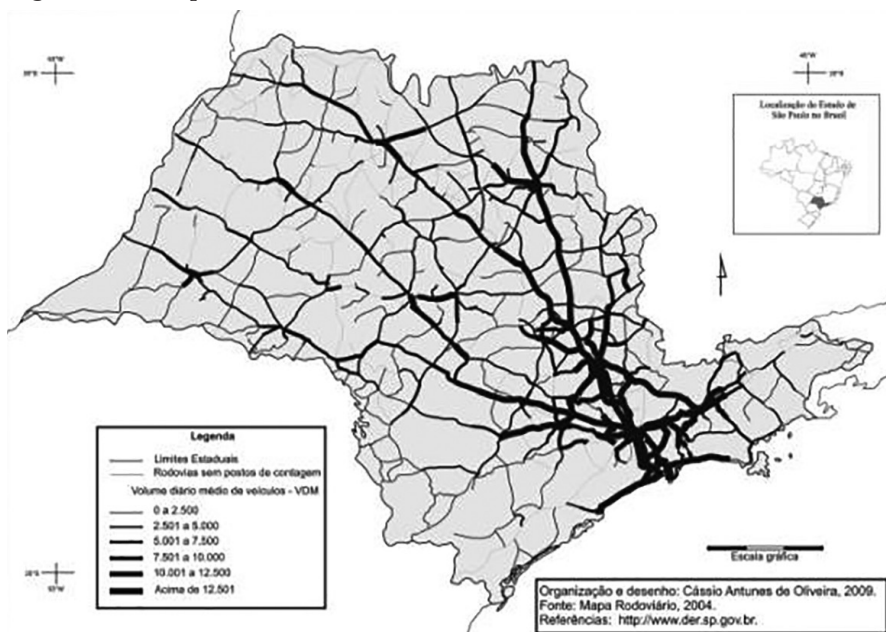 Localização do Estado de
São Paulo no Brasil
Legenda
Limites Estaduais
Rodovias sem postos de contagem
Volume diário médio de veículos - VDM
0 a 2.500
2.501 a 5.000
5.001 a 7.500
7.501 a 10.000
10.001 a 12.500
Acima de 12.501
Escala gráfica
Organização e desenho: Cássio Antunes de Oliveira, 2009.
Fonte: Mapa Rodoviário, 2004.
Referências: http://www.der.sp.gov.br.